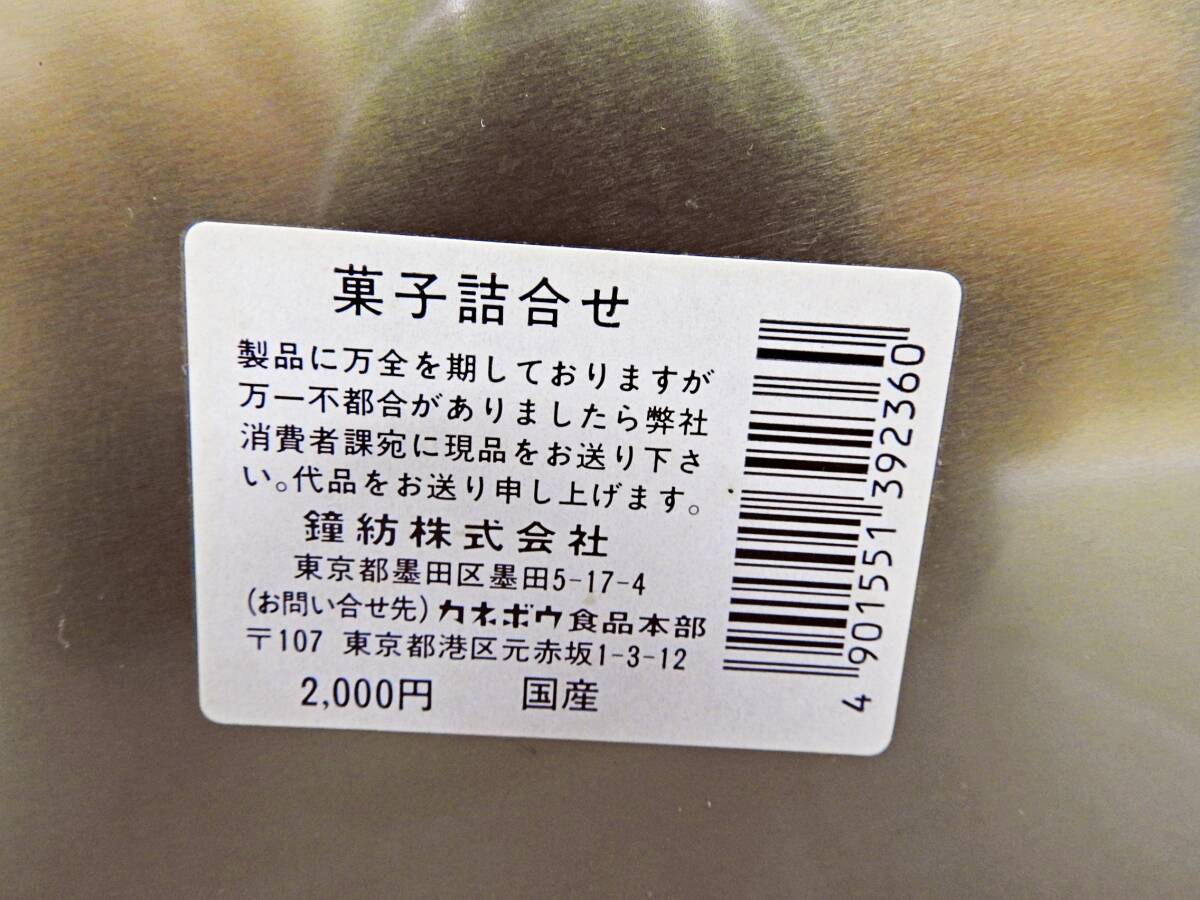 菓子詰合せ
製品に万全を期しておりますが
万一不都合がありましたら弊社
消費者課宛に現品をお送り下さ
い。代品をお送り申し上げます。
鐘紡株式会社
東京都墨田区墨田5-17-4
(お問い合せ先)カネボウ食品本部
〒107 東京都港区元赤坂1-3-12
2,000円 国産
4 901551 392360